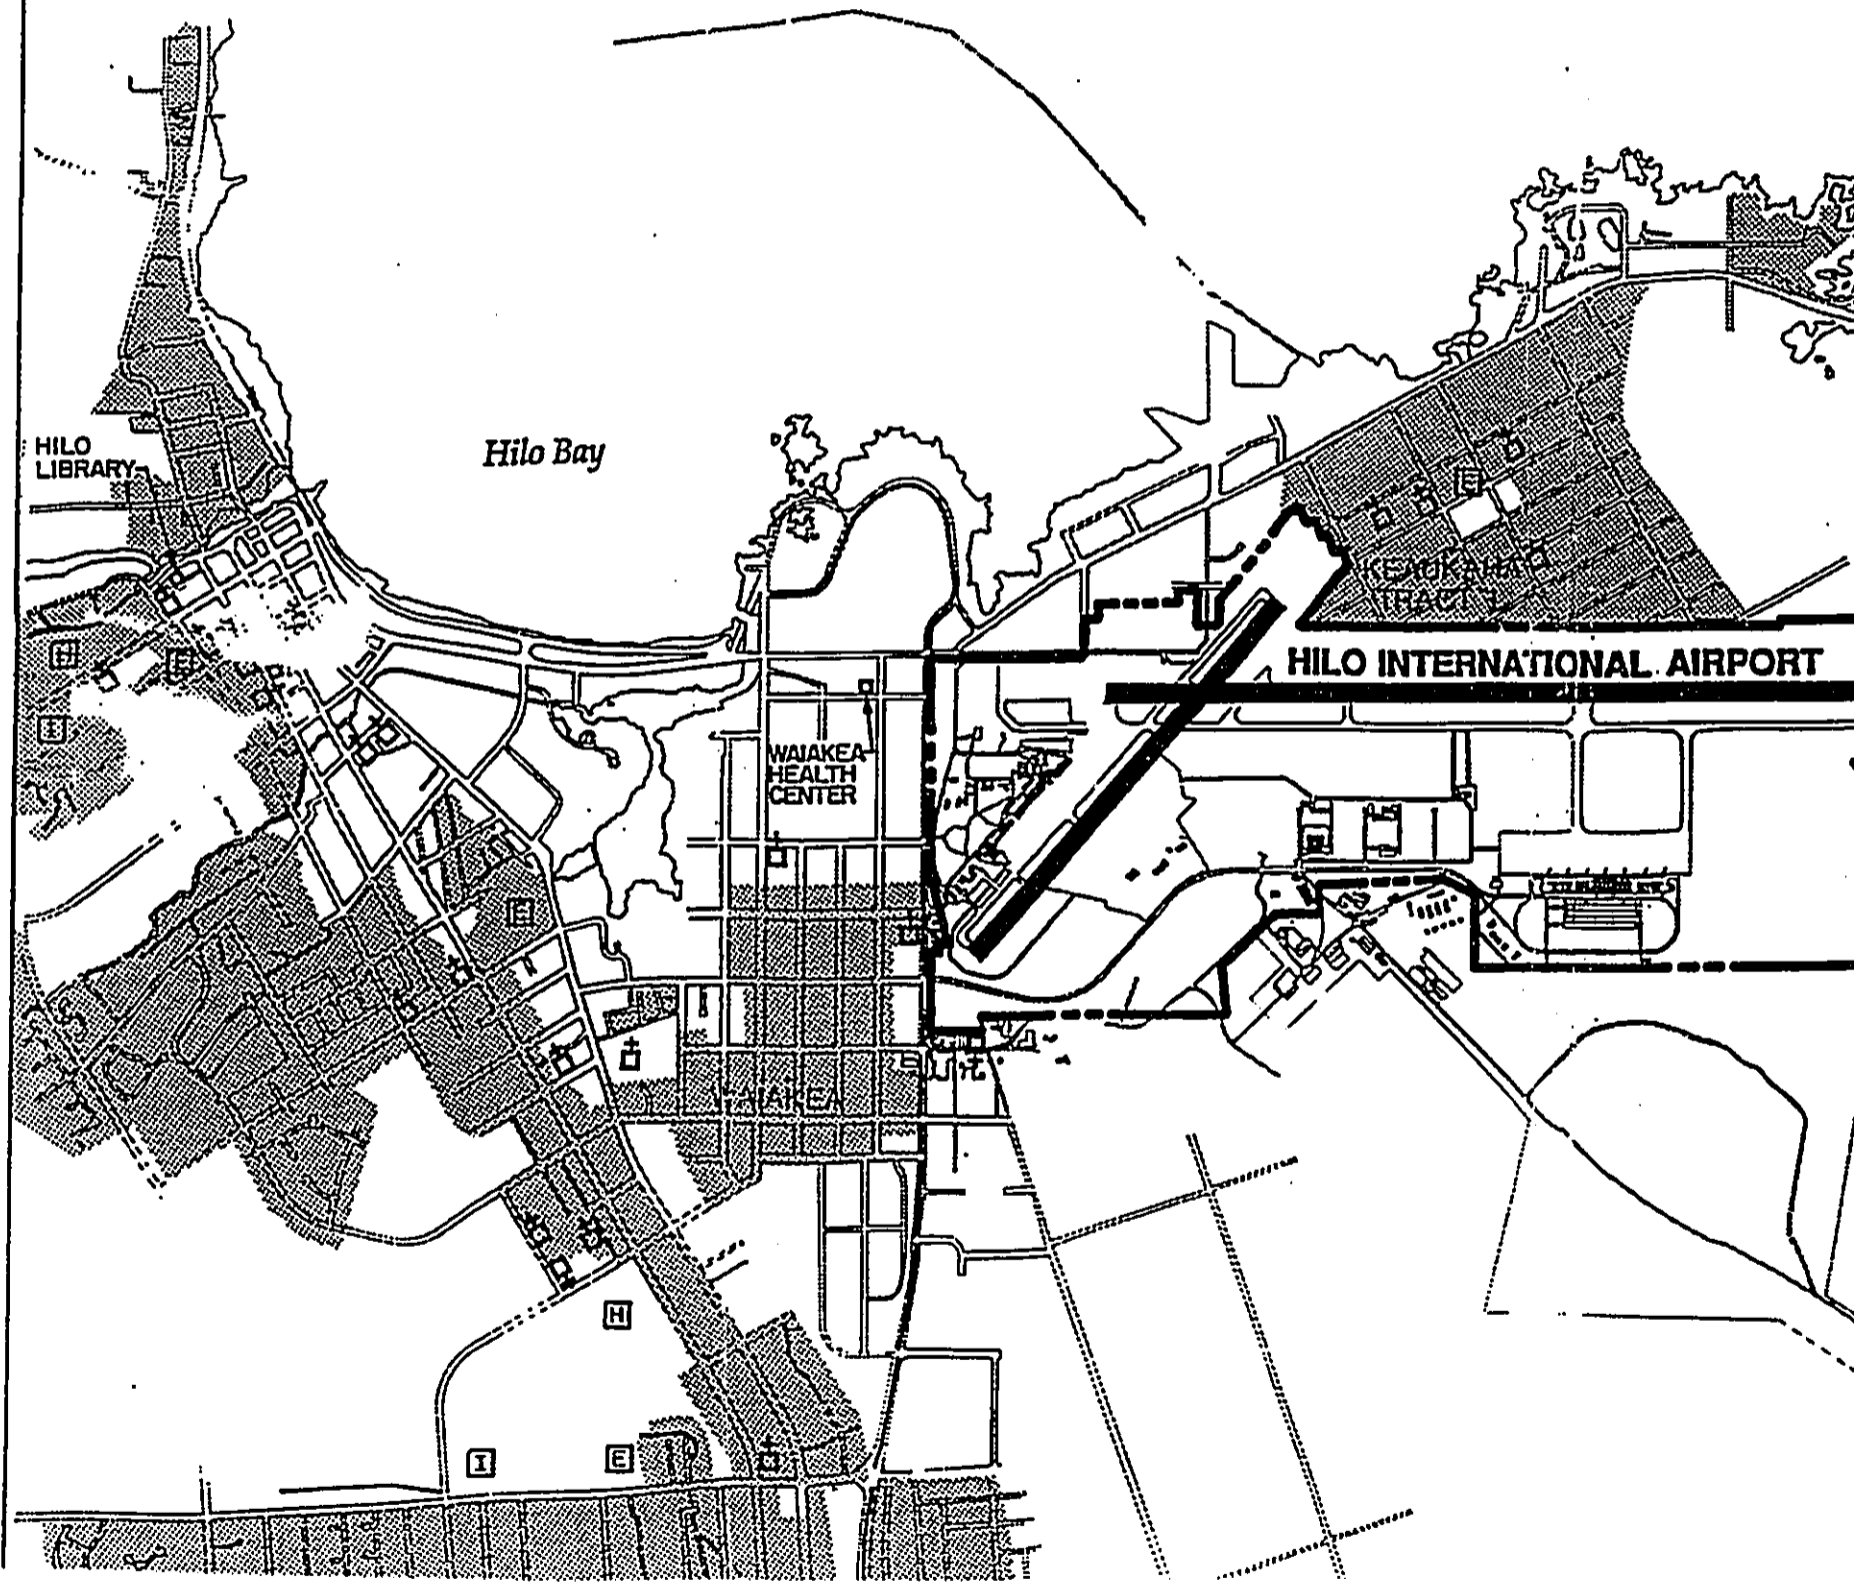 HILO
LIBRARY
Hilo Bay
E
KEAUKAHA
TRACT 1
H
E
I
HILO INTERNATIONAL AIRPORT
WAIAKEA
HEALTH
CENTER
E
WAIAKEA
H
I
E